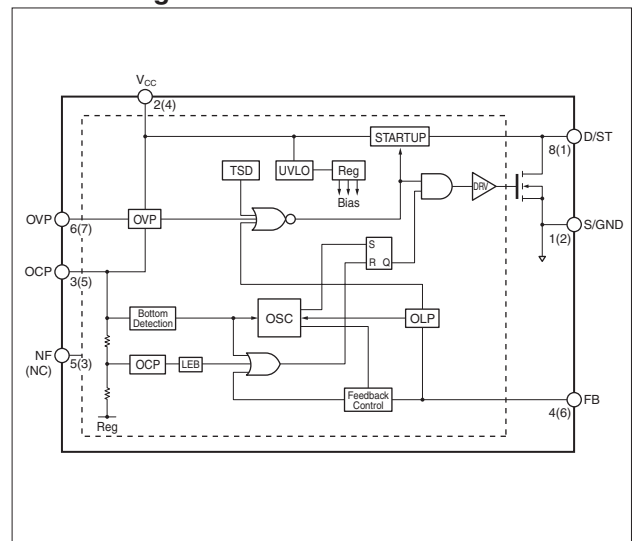 VCC
2(4)
STARTUP
D/ST
8(1)
TSD
UVLO
Reg
Bias
DRV
OVP
6(7)
OVP
S/GND
1(2)
OCP
3(5)
S
R Q
Bottom
Detection
OSC
OLP
NF
(NC)
5(3)
OCP
LEB
Feedback
Control
FB
4(6)
Reg